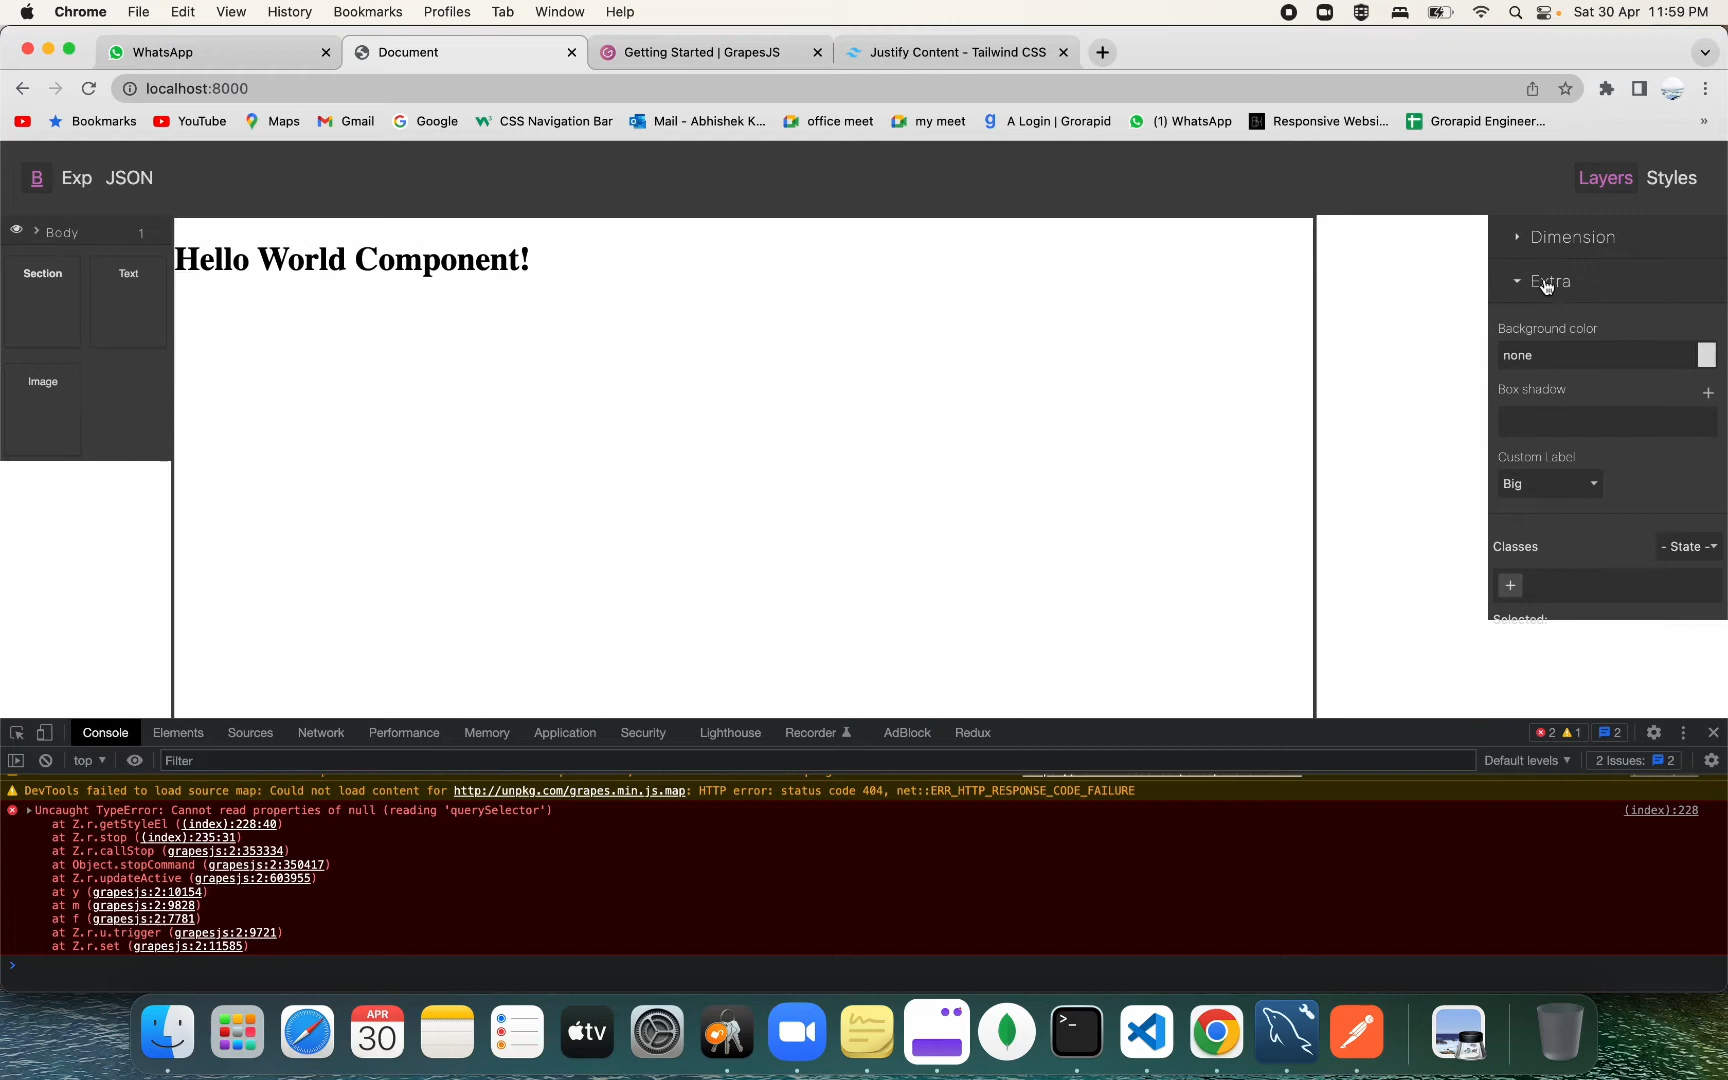 Chrome File Edit View History Bookmarks Profiles Tab Window Help Sat 30 Apr 11:59 PM
WhatsApp Document Getting Started | GrapesJS Justify Content - Tailwind CSS
localhost:8000
Bookmarks YouTube Maps Gmail Google CSS Navigation Bar Mail - Abhishek K... office meet my meet A Login | Grorapid (1) WhatsApp Responsive Websi... Grorapid Engineer... »
B Exp JSON Layers Styles
Body 1
Section Text
Image
Hello World Component!
Dimension
Extra
Background color
none
Box shadow
Custom Label
Big
Classes - State -
+
Selected:
Console Elements Sources Network Performance Memory Application Security Lighthouse Recorder AdBlock Redux 2 1 2
top Filter Default levels 2 Issues: 2
DevTools failed to load source map: Could not load content for http://unpkg.com/grapes.min.js.map: HTTP error: status code 404, net::ERR_HTTP_RESPONSE_CODE_FAILURE
Uncaught TypeError: Cannot read properties of null (reading 'querySelector') (index):228
at Z.r.getStyleEl ((index):228:40)
at Z.r.stop ((index):235:31)
at Z.r.callStop (grapesjs:2:353334)
at Object.stopCommand (grapesjs:2:350417)
at Z.r.updateActive (grapesjs:2:603955)
at y (grapesjs:2:10154)
at m (grapesjs:2:9828)
at f (grapesjs:2:7781)
at Z.r.u.trigger (grapesjs:2:9721)
at Z.r.set (grapesjs:2:11585)
APR
30
tv